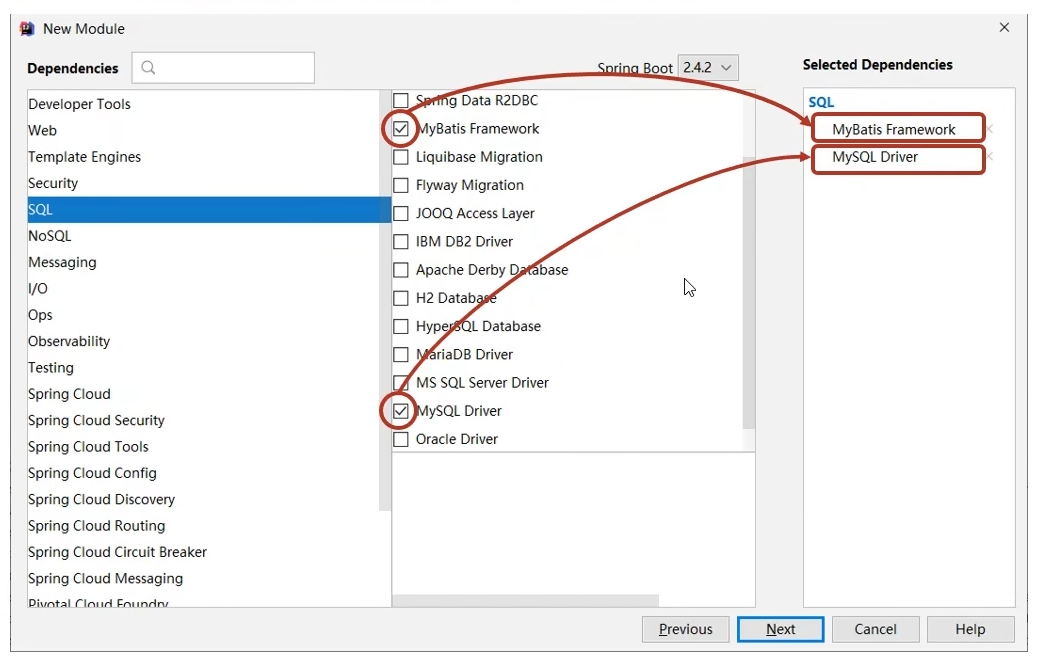 New Module
Dependencies
Spring Boot 2.4.2
Selected Dependencies
Developer Tools
Web
Template Engines
Security
SQL
NoSQL
Messaging
I/O
Ops
Observability
Testing
Spring Cloud
Spring Cloud Security
Spring Cloud Tools
Spring Cloud Config
Spring Cloud Discovery
Spring Cloud Routing
Spring Cloud Circuit Breaker
Spring Cloud Messaging
Pivotal Cloud Foundry
Spring Data R2DBC
MyBatis Framework
Liquibase Migration
Flyway Migration
JOOQ Access Layer
IBM DB2 Driver
Apache Derby Database
H2 Database
HyperSQL Database
MariaDB Driver
MS SQL Server Driver
MySQL Driver
Oracle Driver
SQL
MyBatis Framework
MySQL Driver
Previous
Next
Cancel
Help